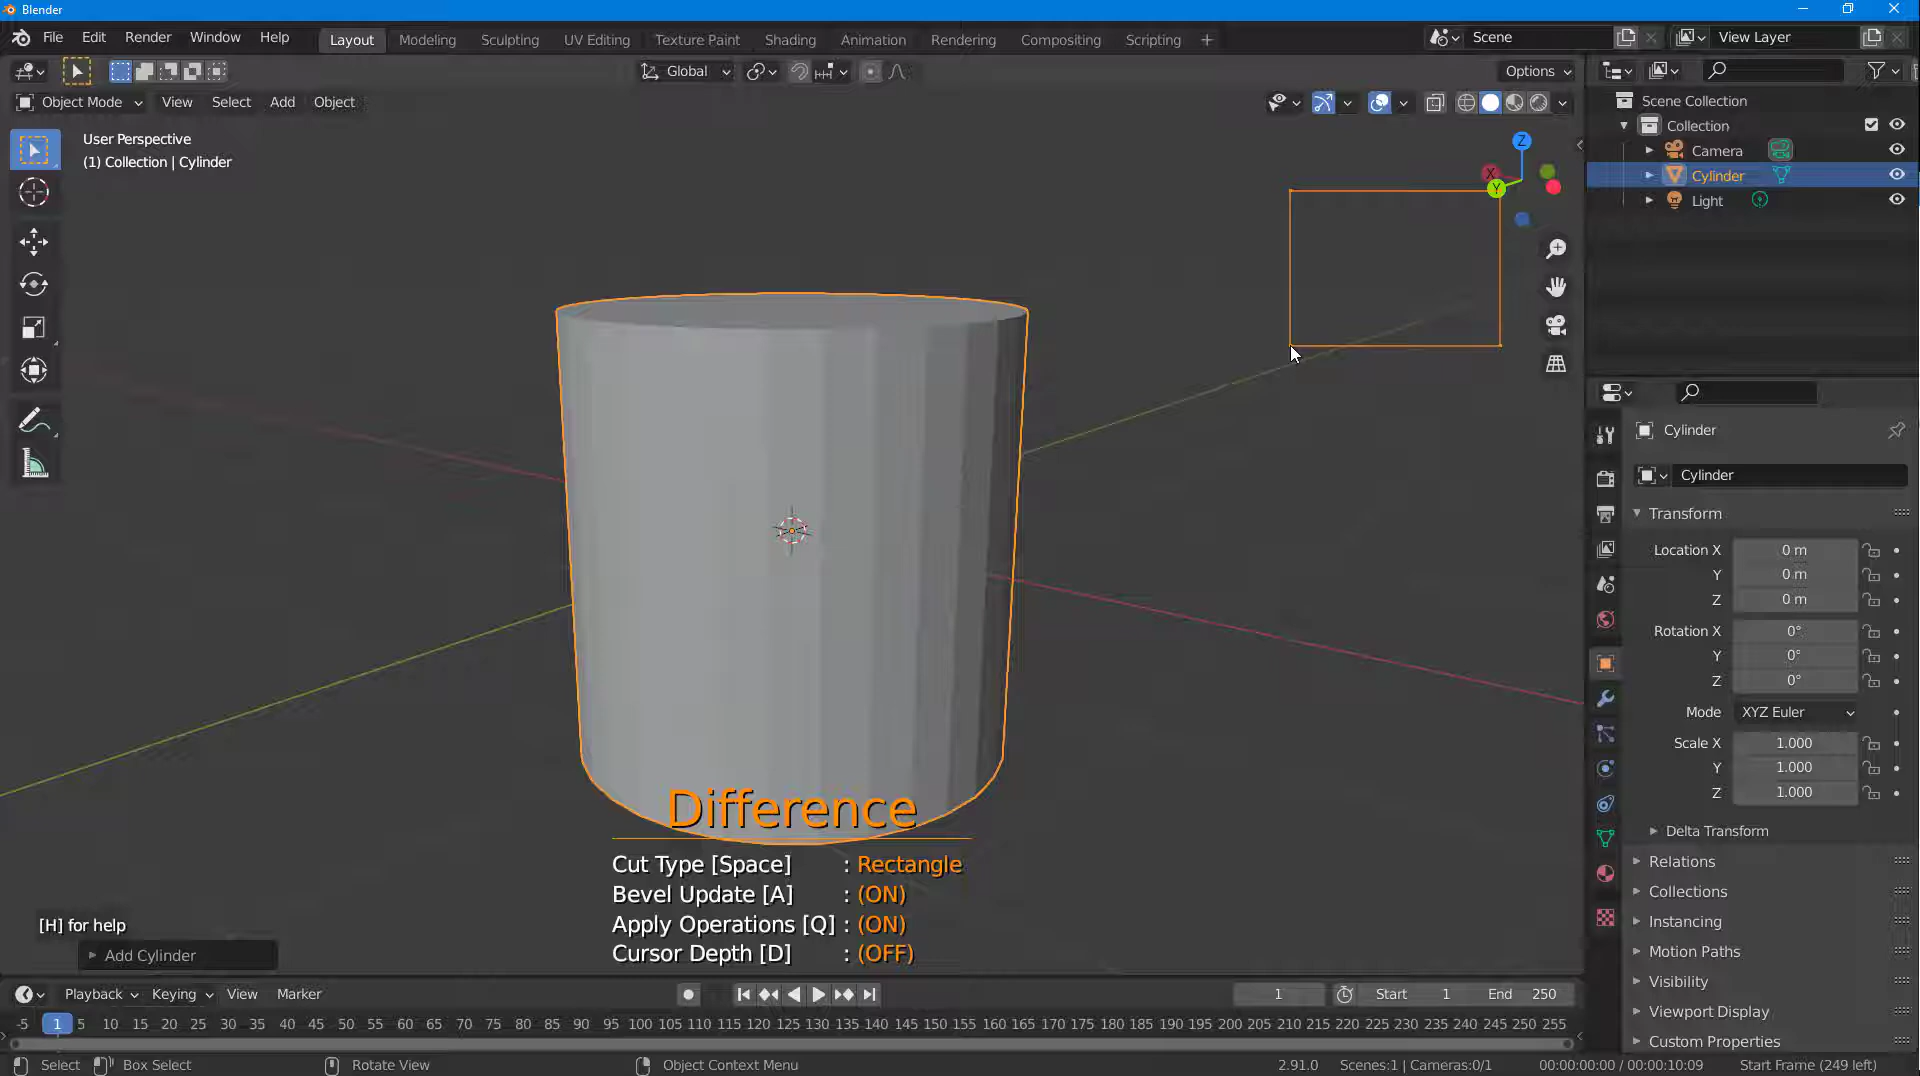 Blender
File Edit Render Window Help Layout Modeling Sculpting UV Editing Texture Paint Shading Animation Rendering Compositing Scripting + Scene View Layer
Global Options
Object Mode View Select Add Object
User Perspective
(1) Collection | Cylinder
Z
X
Y
Scene Collection
Collection
Camera
Cylinder
Light
Cylinder
Cylinder
Transform
Location X 0 m
Y 0 m
Z 0 m
Rotation X 0°
Y 0°
Z 0°
Mode XYZ Euler
Scale X 1.000
Y 1.000
Z 1.000
Delta Transform
Relations
Collections
Instancing
Motion Paths
Visibility
Viewport Display
Custom Properties
Difference
Cut Type [Space] : Rectangle
Bevel Update [A] : (ON)
Apply Operations [Q] : (ON)
Cursor Depth [D] : (OFF)
[H] for help
Add Cylinder
Playback Keying View Marker 1 Start 1 End 250
-5 1 5 10 15 20 25 30 35 40 45 50 55 60 65 70 75 80 85 90 95 100 105 110 115 120 125 130 135 140 145 150 155 160 165 170 175 180 185 190 195 200 205 210 215 220 225 230 235 240 245 250 255
Select Box Select Rotate View Object Context Menu 2.91.0 Scenes:1 | Cameras:0/1 00:00:00:00 / 00:00:10:09 Start Frame (249 left)